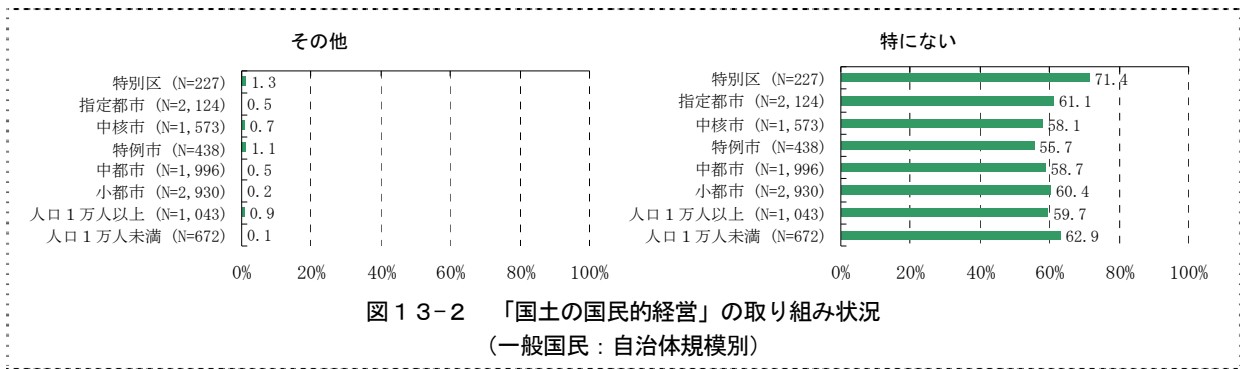 その他
特別区 (N=227) 1.3
指定都市 (N=2,124) 0.5
中核市 (N=1,573) 0.7
特例市 (N=438) 1.1
中都市 (N=1,996) 0.5
小都市 (N=2,930) 0.2
人口１万人以上 (N=1,043) 0.9
人口１万人未満 (N=672) 0.1
0% 20% 40% 60% 80% 100%
特にない
特別区 (N=227) 71.4
指定都市 (N=2,124) 61.1
中核市 (N=1,573) 58.1
特例市 (N=438) 55.7
中都市 (N=1,996) 58.7
小都市 (N=2,930) 60.4
人口１万人以上 (N=1,043) 59.7
人口１万人未満 (N=672) 62.9
0% 20% 40% 60% 80% 100%
図１３-２ 「国土の国民的経営」の取り組み状況
（一般国民：自治体規模別）